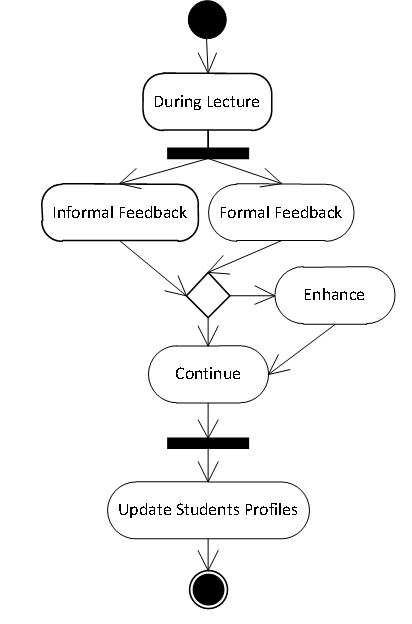 During Lecture
Informal Feedback
Formal Feedback
Enhance
Continue
Update Students Profiles